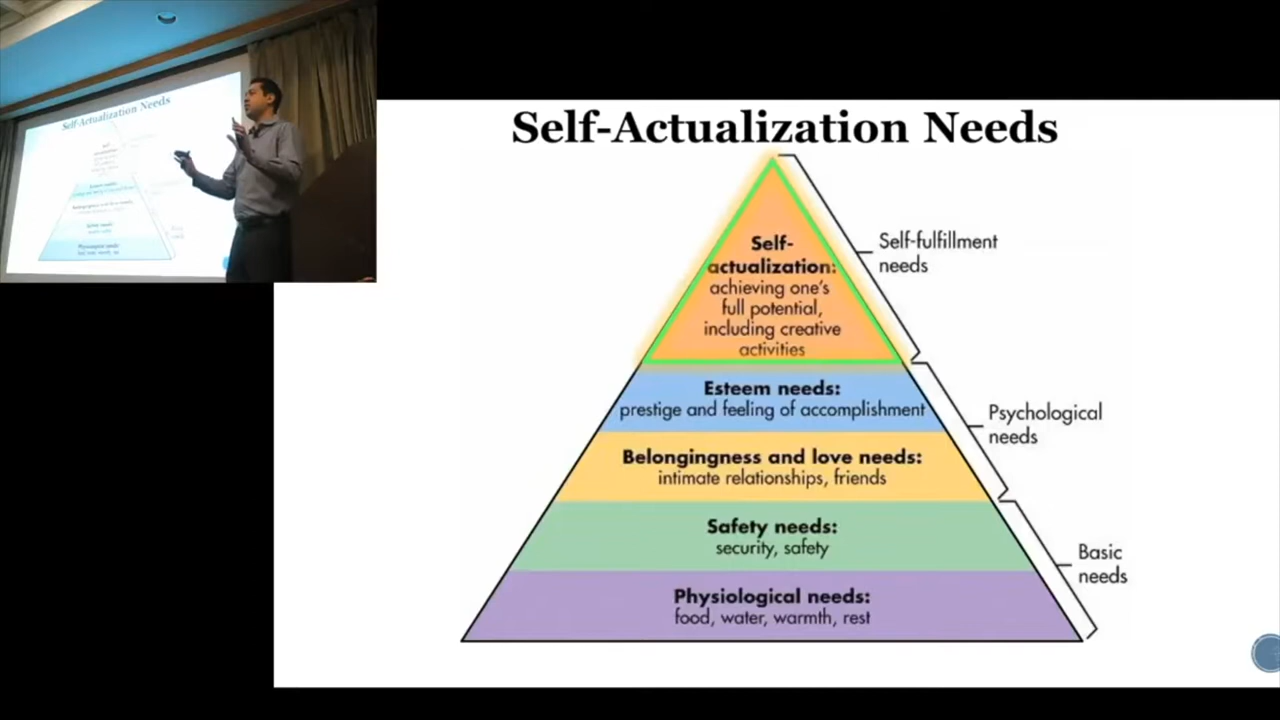 Self-Actualization Needs
Self-Actualization Needs
Self-
actualization:
achieving one's
full potential,
including creative
activities
Self-fulfillment
needs
Esteem needs:
prestige and feeling of accomplishment
Psychological
needs
Belongingness and love needs:
intimate relationships, friends
Safety needs:
security, safety
Basic
needs
Physiological needs:
food, water, warmth, rest